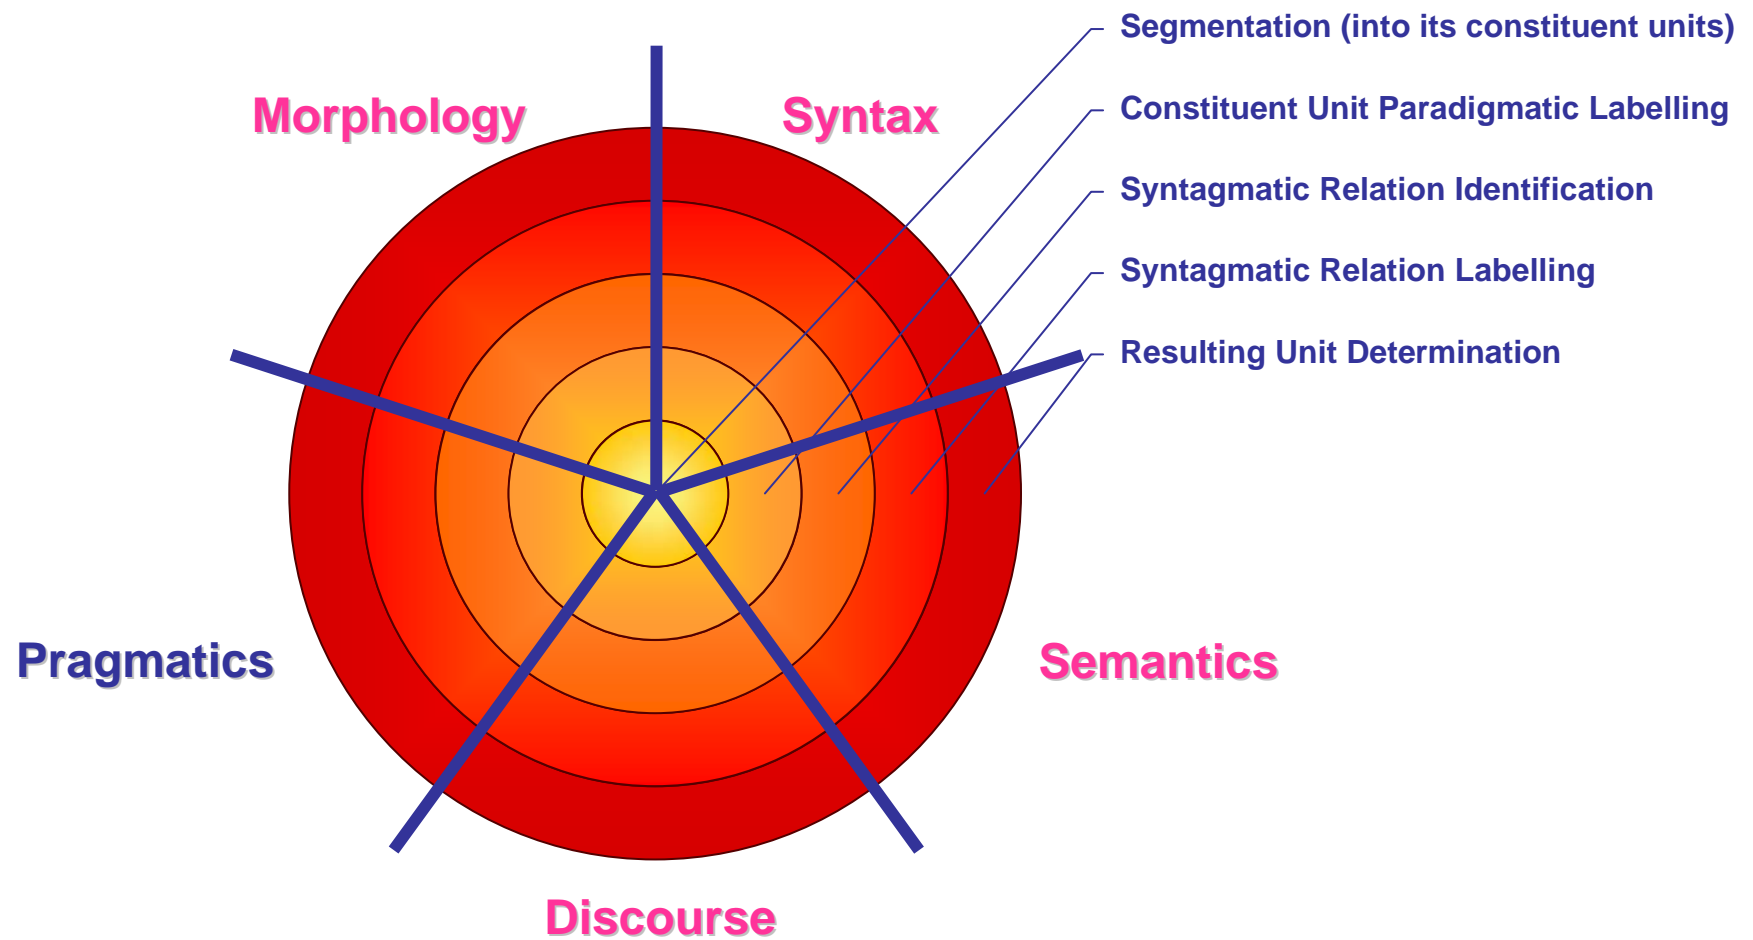 Segmentation (into its constituent units)
Morphology
Syntax
Constituent Unit Paradigmatic Labelling
Syntagmatic Relation Identification
Syntagmatic Relation Labelling
Resulting Unit Determination
Pragmatics
Semantics
Discourse